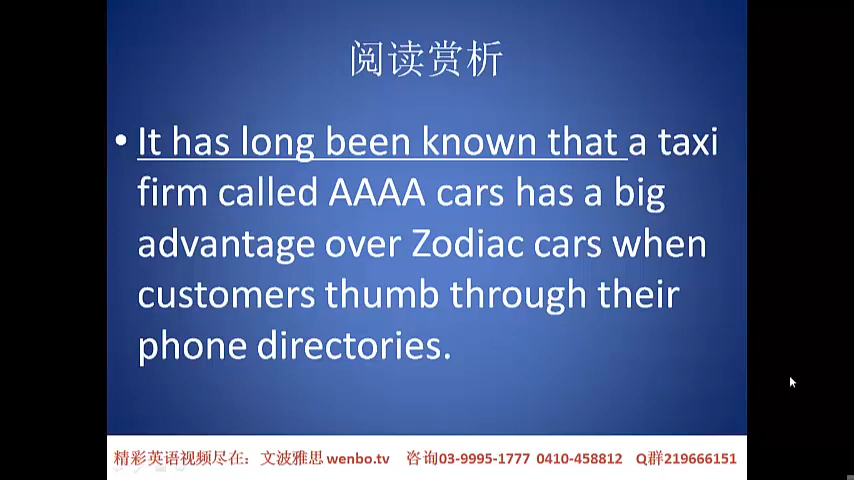 阅读赏析
• It has long been known that a taxi
firm called AAAA cars has a big
advantage over Zodiac cars when
customers thumb through their
phone directories.
精彩英语视频尽在：文波雅思 wenbo.tv 咨询03-9995-1777 0410-458812 Q群219666151